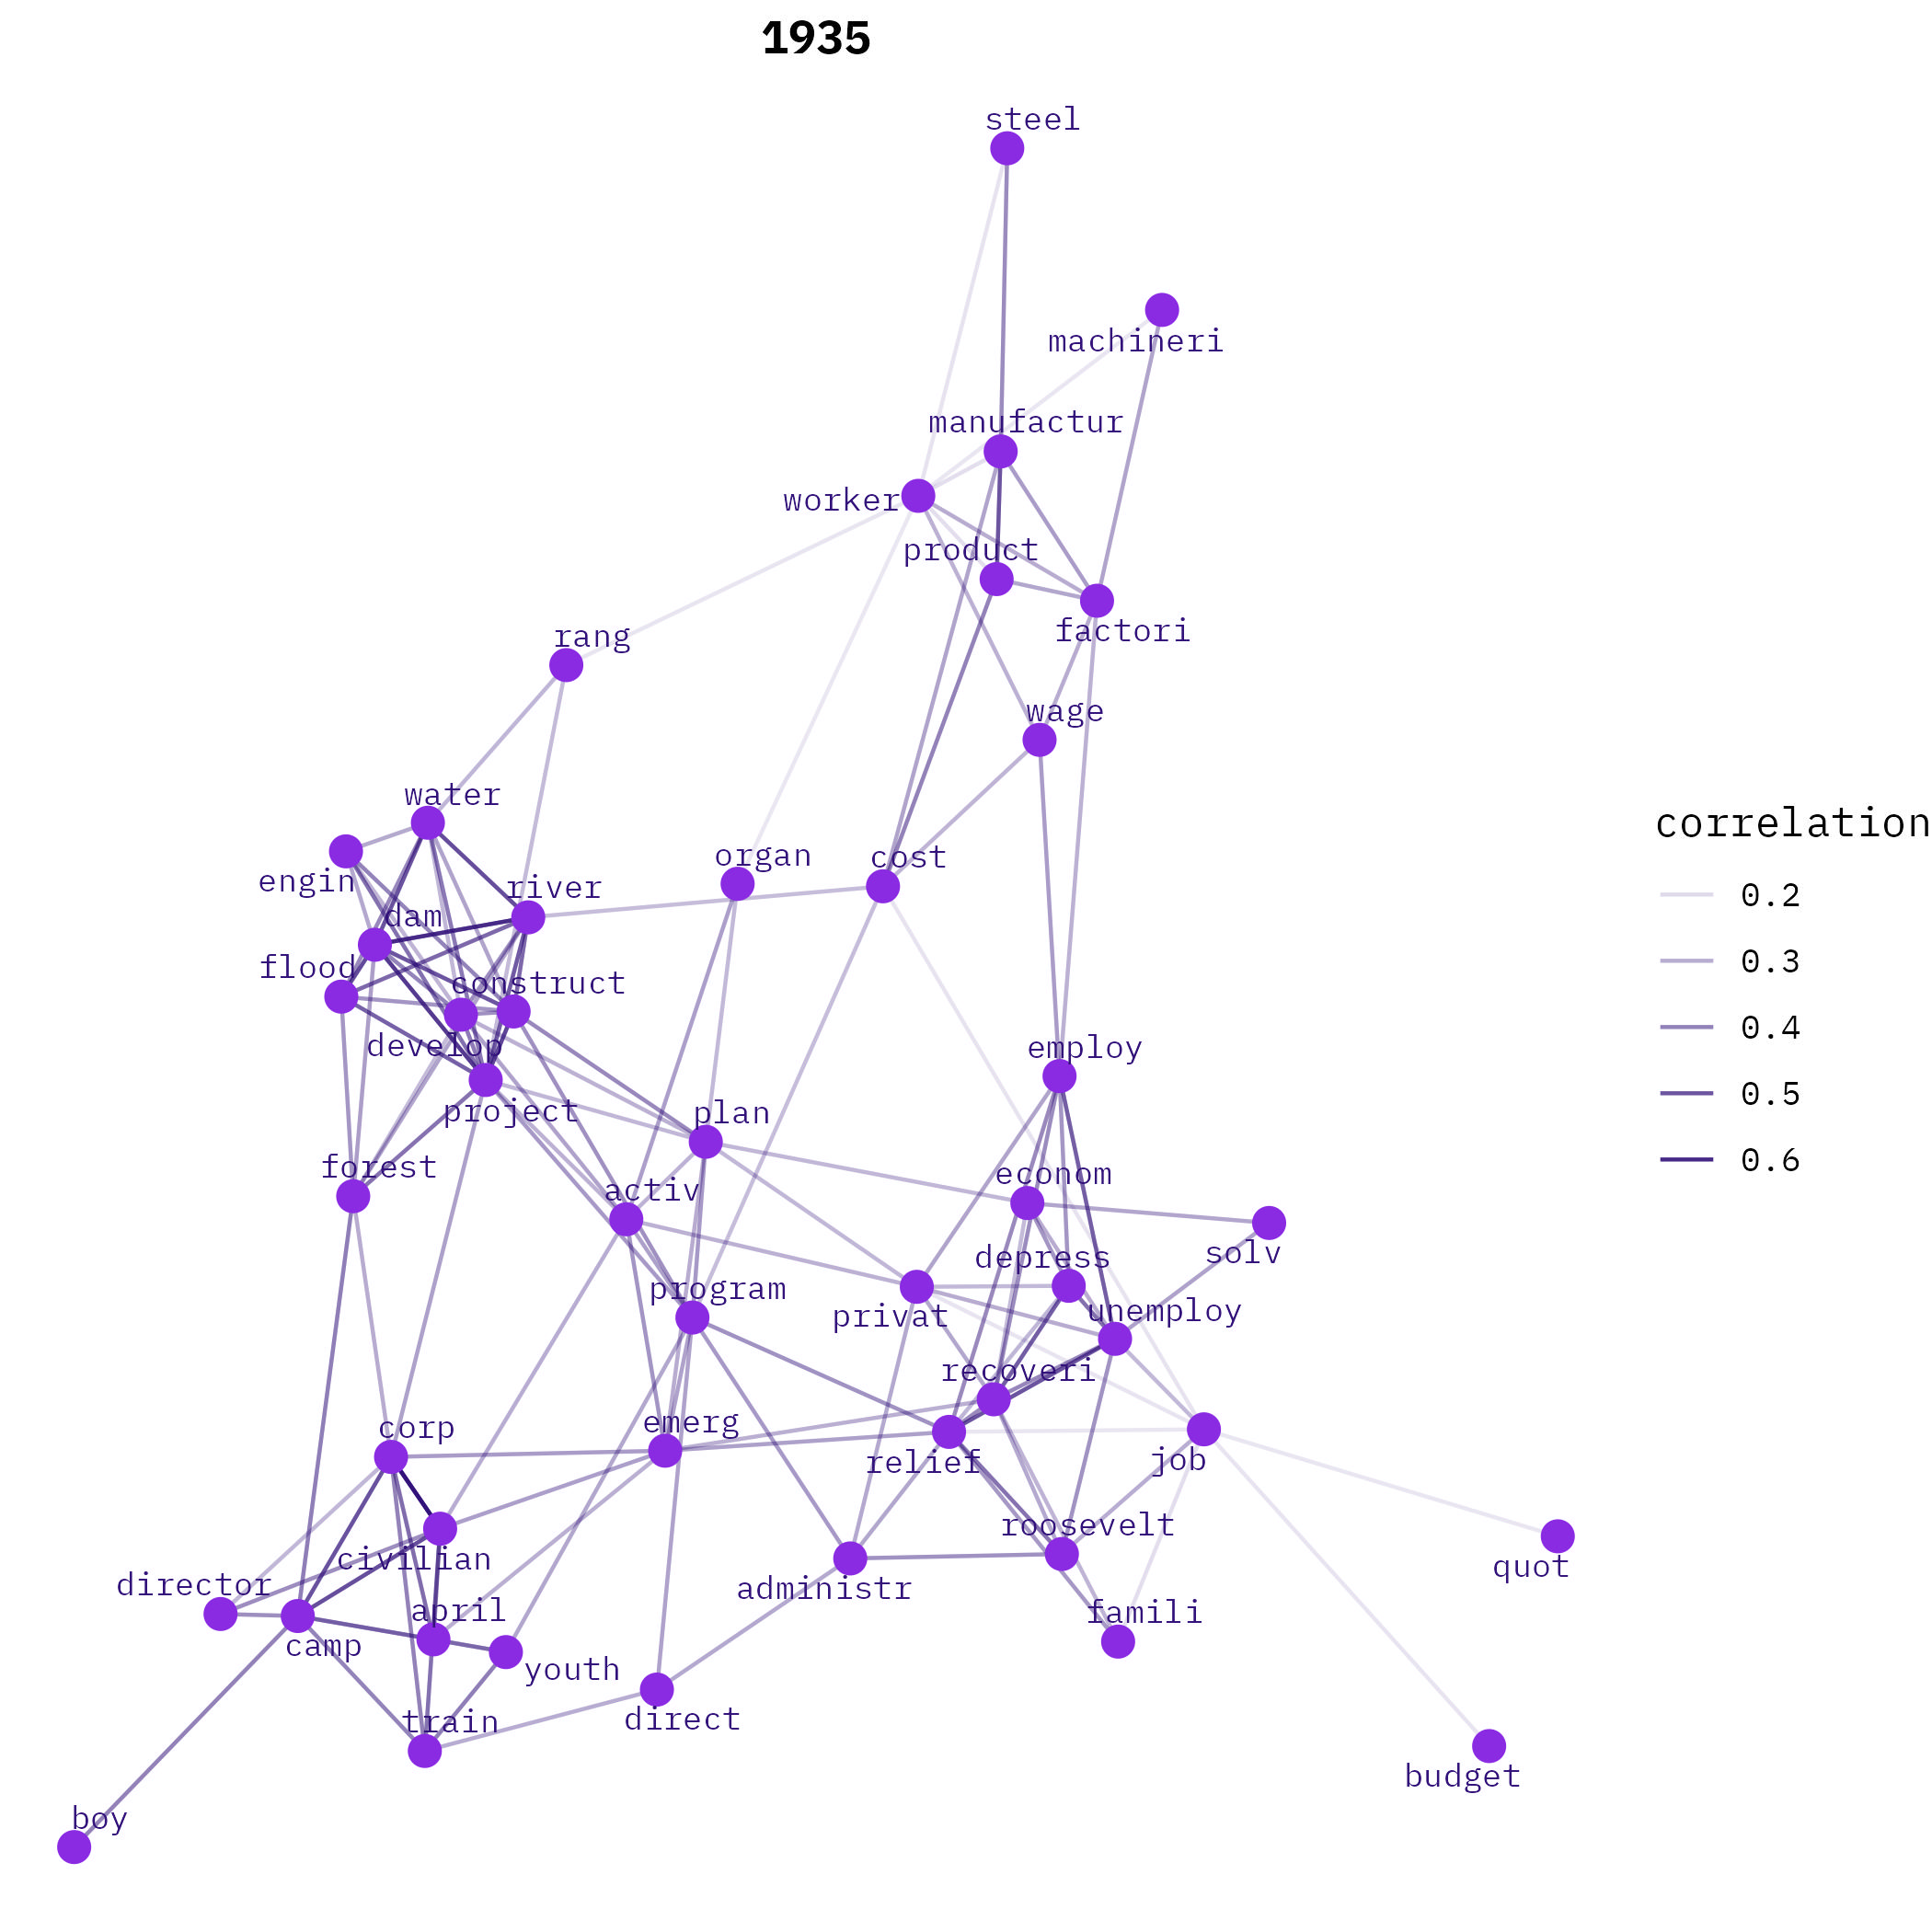 1935
steel
machineri
manufactur
worker
product
factori
rang
wage
water
organ
cost
engin
river
dam
flood
construct
develop
employ
project
plan
forest
econom
activ
solv
depress
program
privat
unemploy
recoveri
corp
emerg
relief
job
roosevelt
civilian
quot
director
administr
april
famili
camp
youth
direct
train
budget
boy
correlation
0.2
0.3
0.4
0.5
0.6